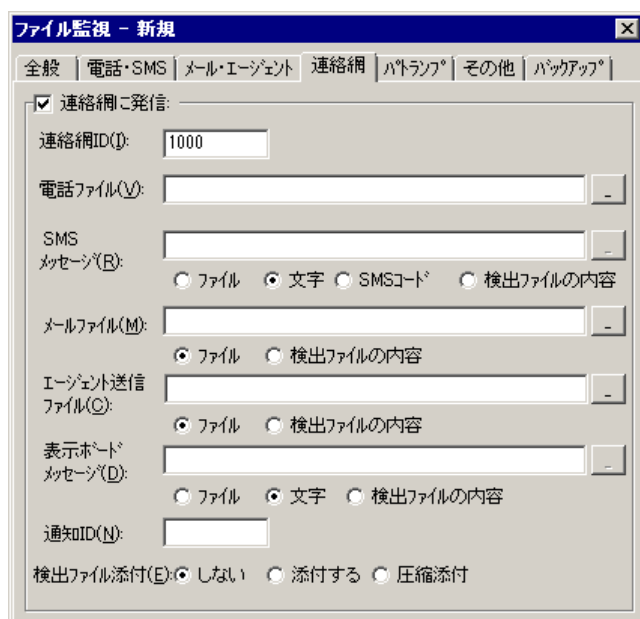 ファイル監視 - 新規
全般 電話・SMS メール・エージェント 連絡網 パトランプ その他 バックアップ
連絡網に発信:
連絡網ID(I): 1000
電話ファイル(V):
SMS
メッセージ(R):
ファイル 文字 SMSコード 検出ファイルの内容
メールファイル(M):
ファイル 検出ファイルの内容
エージェント送信
ファイル(C):
ファイル 検出ファイルの内容
表示ボード
メッセージ(D):
ファイル 文字 検出ファイルの内容
通知ID(N):
検出ファイル添付(E): しない 添付する 圧縮添付